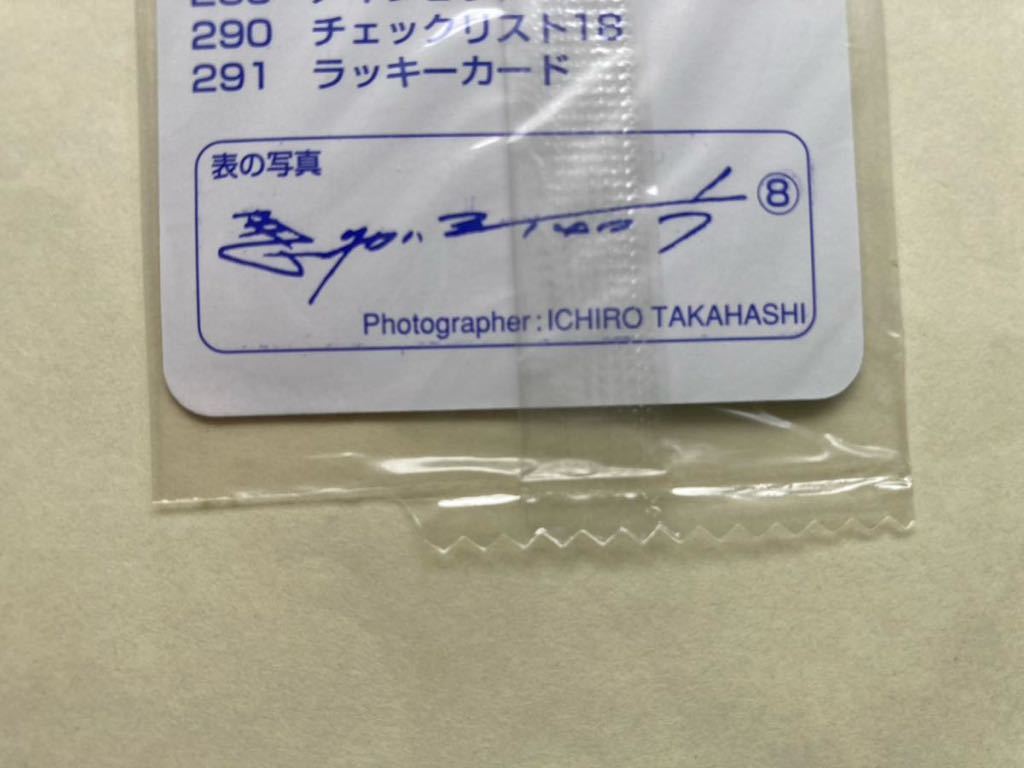 290 チェックリスト18
291 ラッキーカード
表の写真
⑧
Photographer:ICHIRO TAKAHASHI